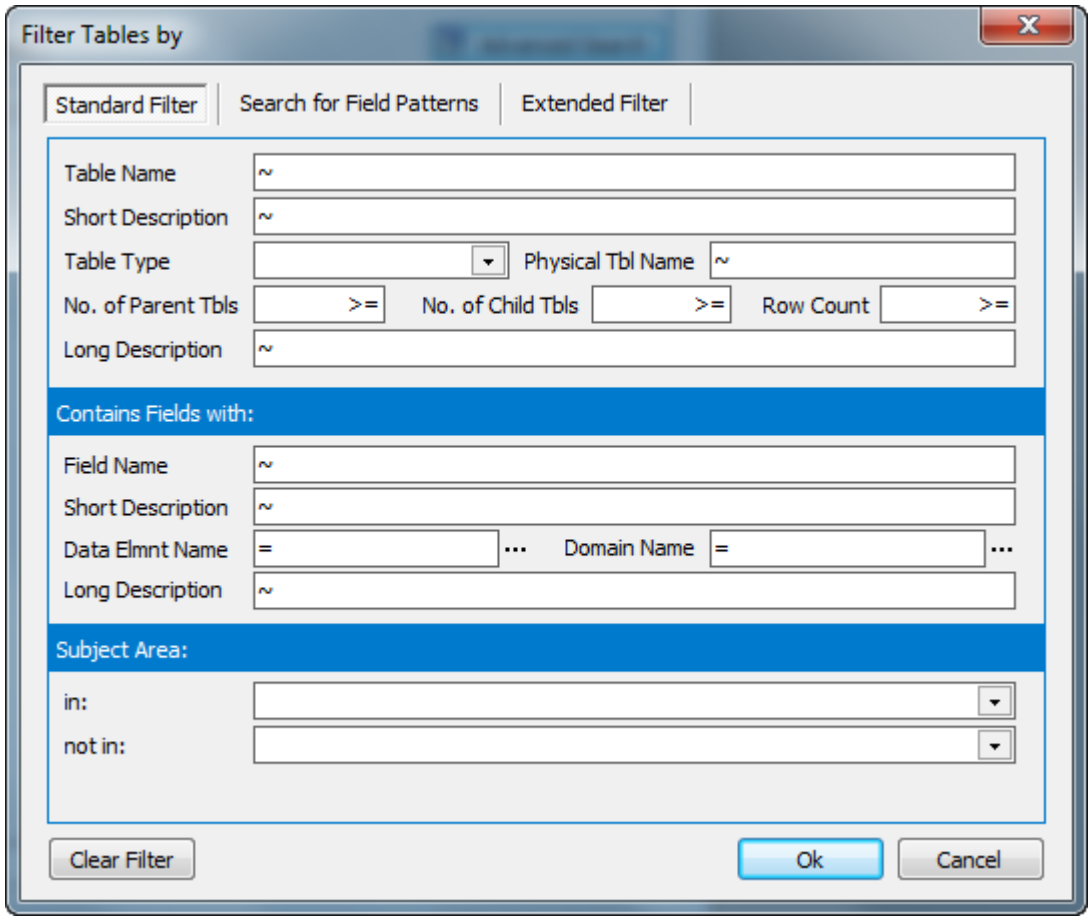 Filter Tables by
Standard Filter Search for Field Patterns Extended Filter
Table Name ~
Short Description ~
Table Type Physical Tbl Name ~
No. of Parent Tbls >= No. of Child Tbls >= Row Count >=
Long Description ~
Contains Fields with:
Field Name ~
Short Description ~
Data Elmnt Name = ... Domain Name = ...
Long Description ~
Subject Area:
in:
not in:
Clear Filter Ok Cancel